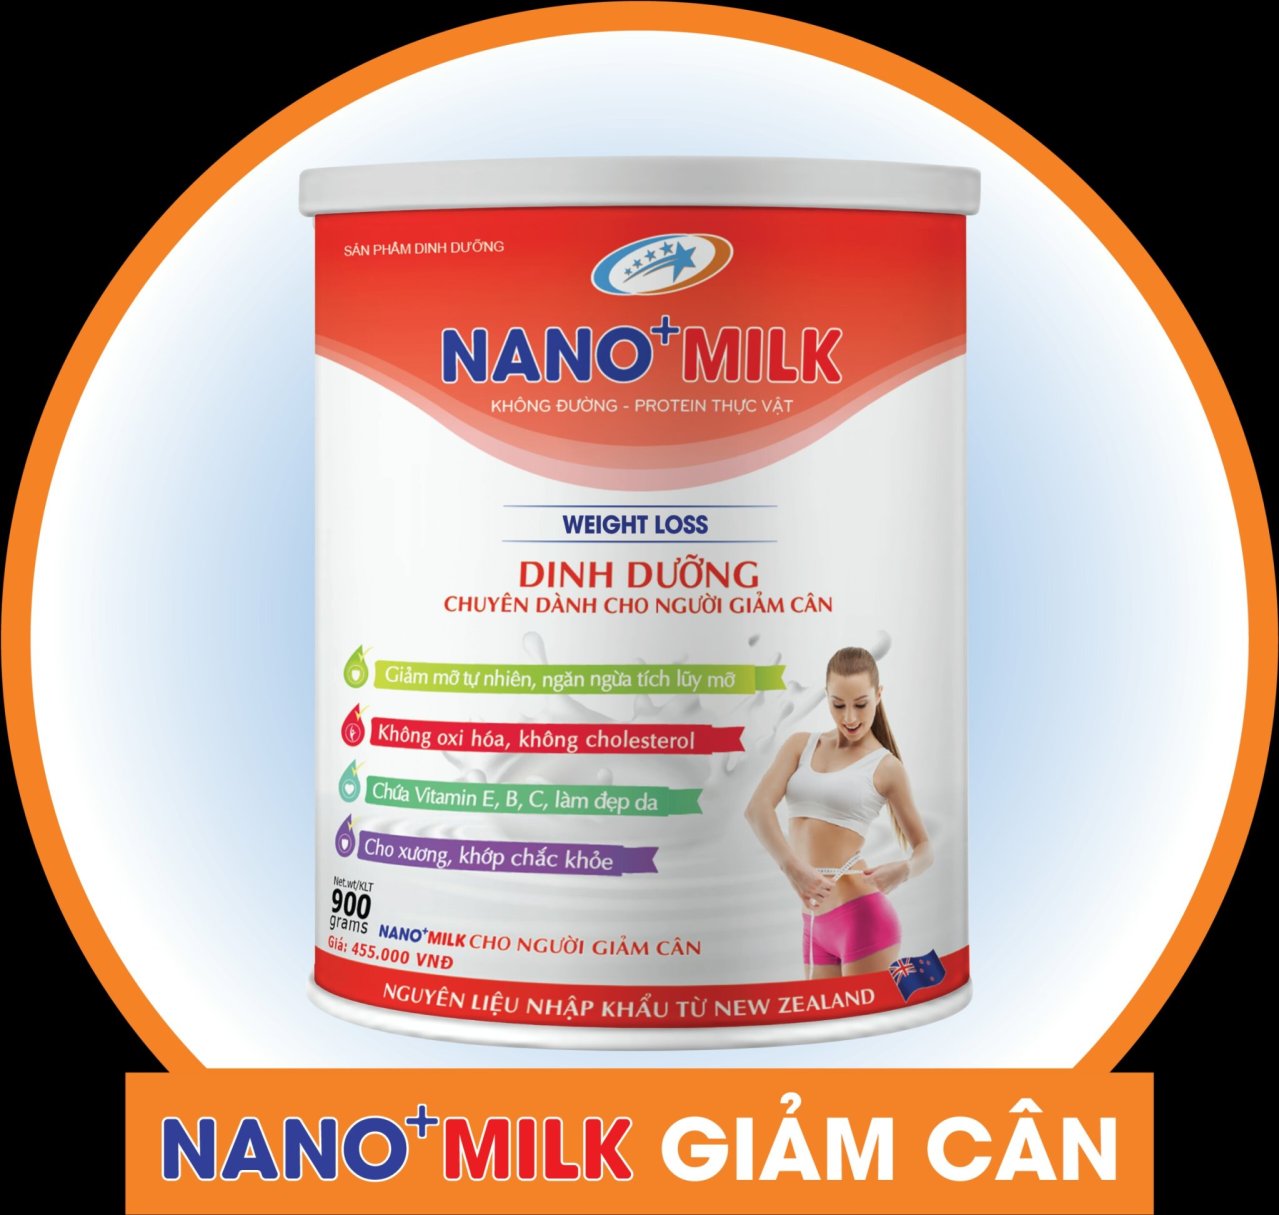 SẢN PHẨM DINH DƯỠNG
NANO+MILK
KHÔNG ĐƯỜNG - PROTEIN THỰC VẬT
WEIGHT LOSS
DINH DƯỠNG
CHUYÊN DÀNH CHO NGƯỜI GIẢM CÂN
Giảm mỡ tự nhiên, ngăn ngừa tích lũy mỡ
Không oxi hóa, không cholesterol
Chứa Vitamin E, B, C, làm đẹp da
Cho xương, khớp chắc khỏe
Net.wt/KLT
900
grams
Giá: 455.000 VNĐ
NANO+MILK CHO NGƯỜI GIẢM CÂN
NGUYÊN LIỆU NHẬP KHẨU TỪ NEW ZEALAND
NANO+MILK GIẢM CÂN